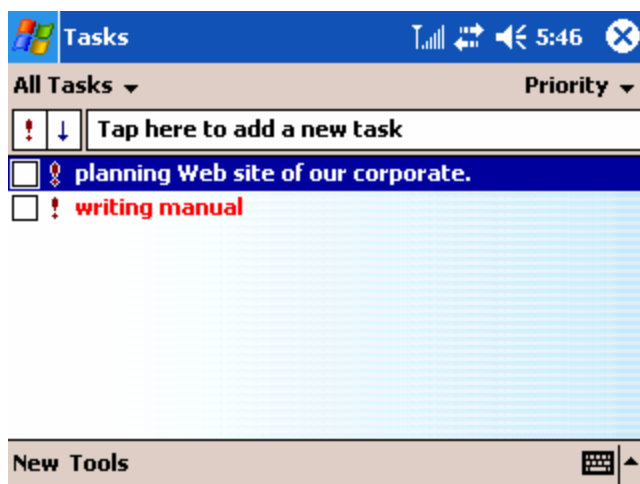 Tasks 5:46
All Tasks Priority
! ↓ Tap here to add a new task
! planning Web site of our corporate.
! writing manual
New Tools